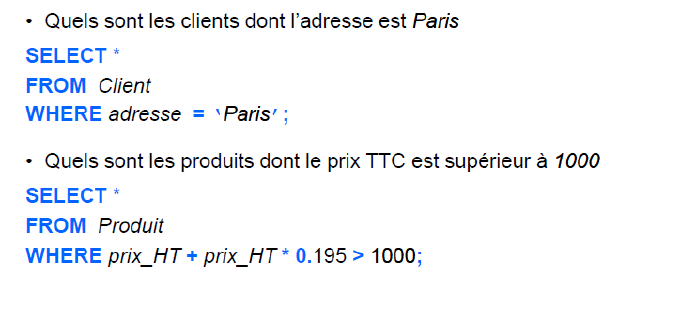 • Quels sont les clients dont l’adresse est Paris
SELECT *
FROM Client
WHERE adresse = ‵Paris′ ;
• Quels sont les produits dont le prix TTC est supérieur à 1000
SELECT *
FROM Produit
WHERE prix_HT + prix_HT * 0.195 > 1000;